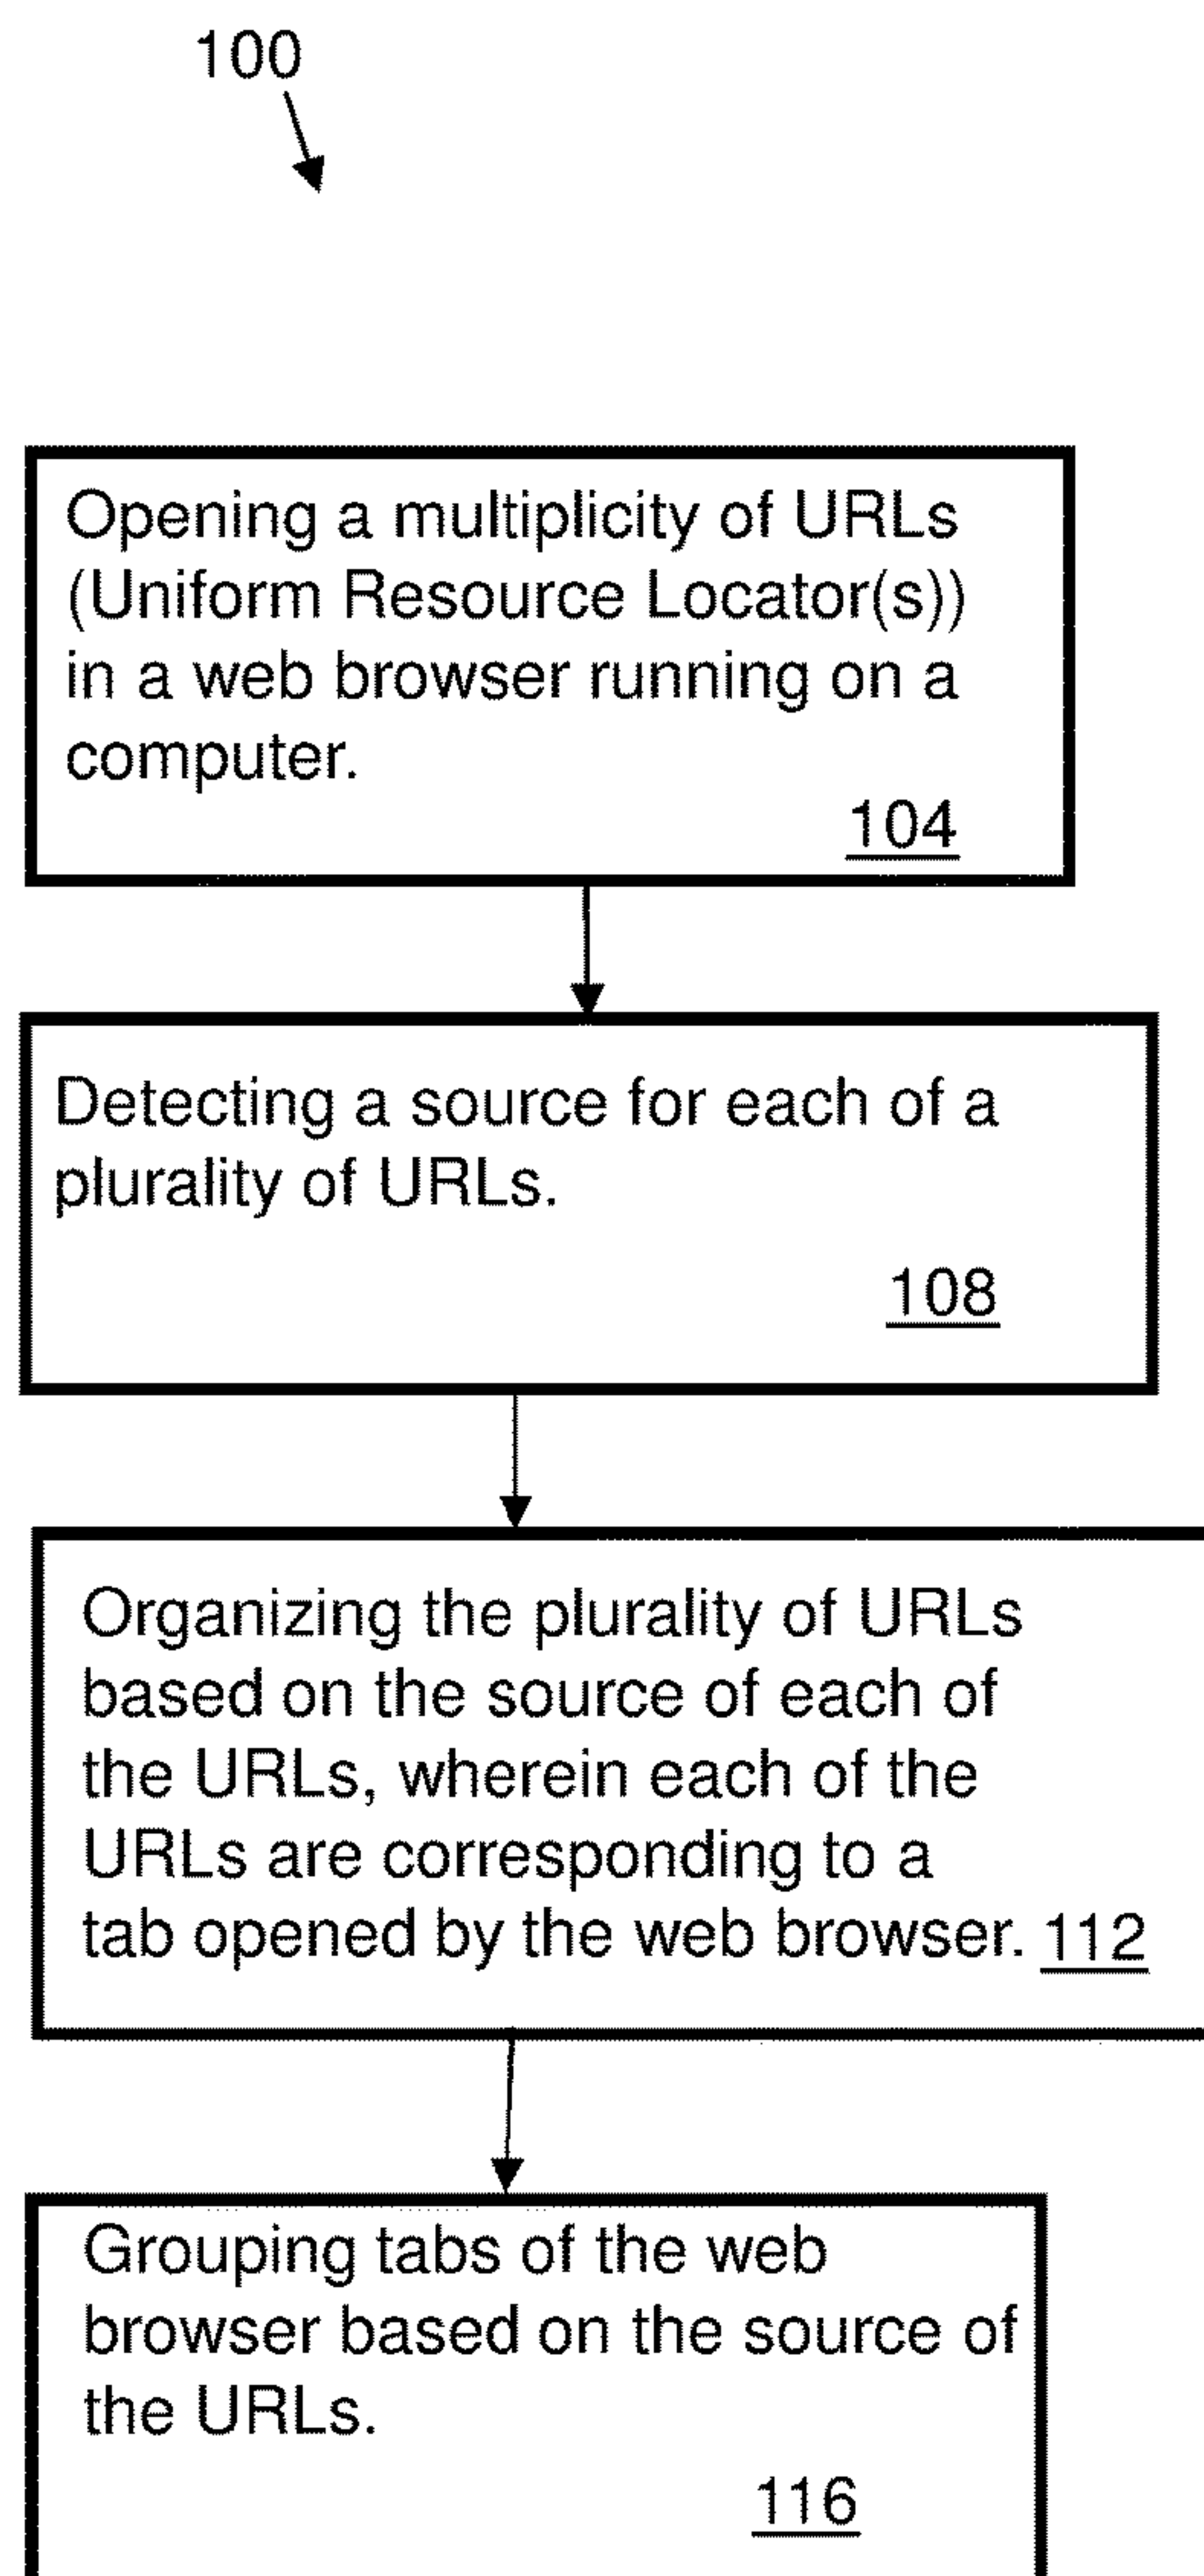 100
Opening a multiplicity of URLs
(Uniform Resource Locator(s))
in a web browser running on a
computer.
104
Detecting a source for each of a
plurality of URLs.
108
Organizing the plurality of URLs
based on the source of each of
the URLs, wherein each of the
URLs are corresponding to a
tab opened by the web browser. 112
Grouping tabs of the web
browser based on the source of
the URLs.
116